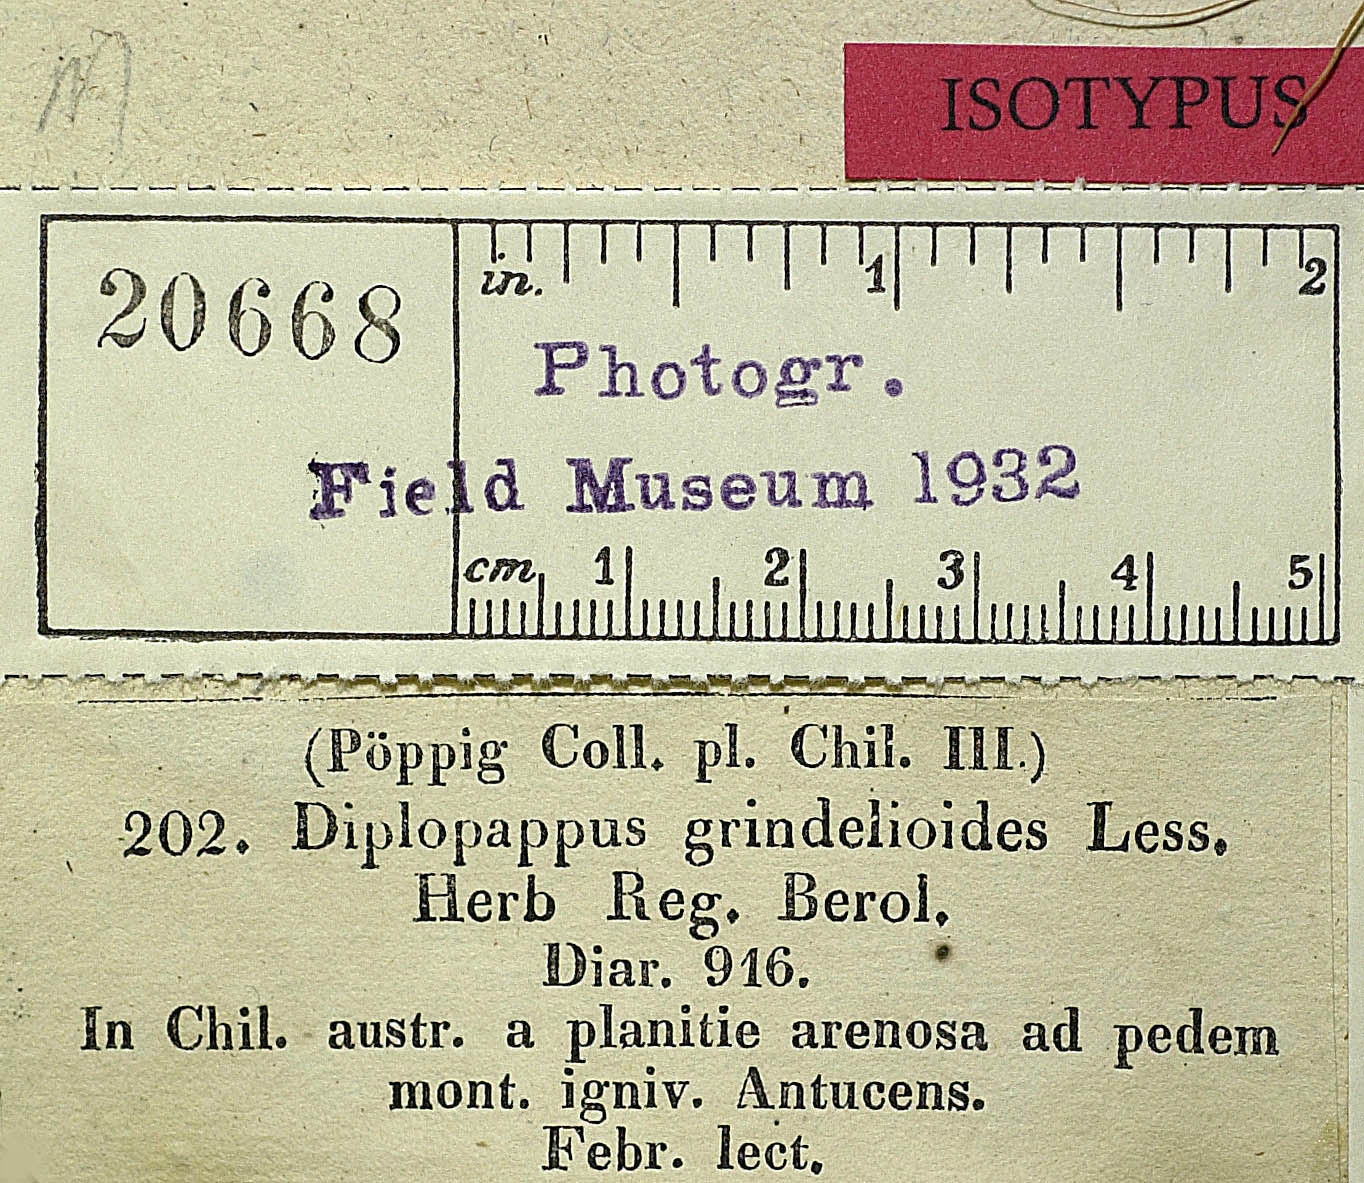 ISOTYPUS
in. 1 2
20668
Photogr.
Field Museum 1932
cm 1 2 3 4 5
(Pöppig Coll. pl. Chil. III.)
202. Diplopappus grindelioides Less.
Herb Reg. Berol.
Diar. 916.
In Chil. austr. a planitie arenosa ad pedem
mont. igniv. Antucens.
Febr. lect.